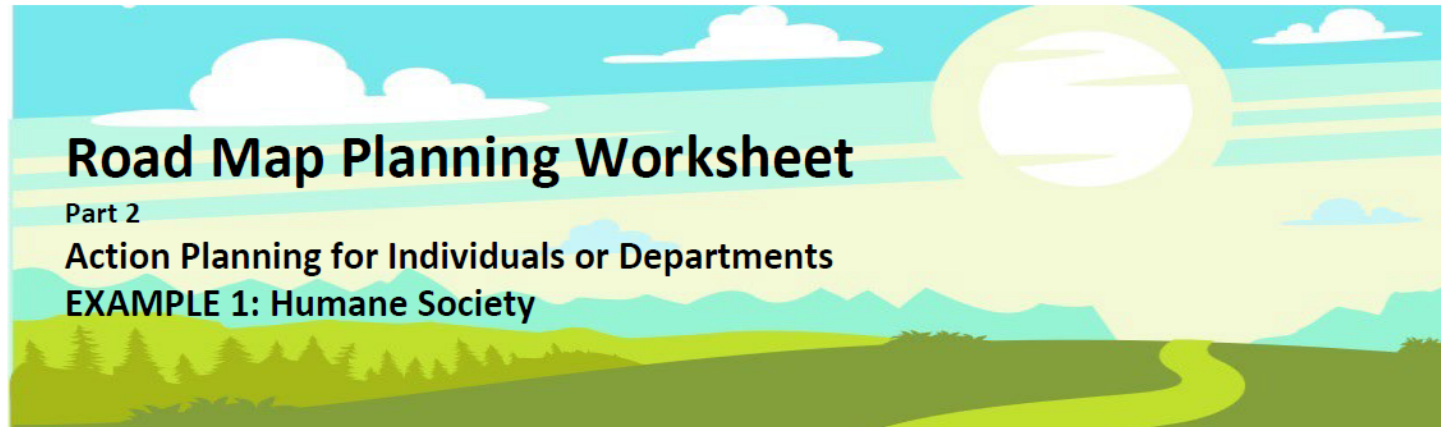 Road Map Planning Worksheet
Part 2
Action Planning for Individuals or Departments
EXAMPLE 1: Humane Society